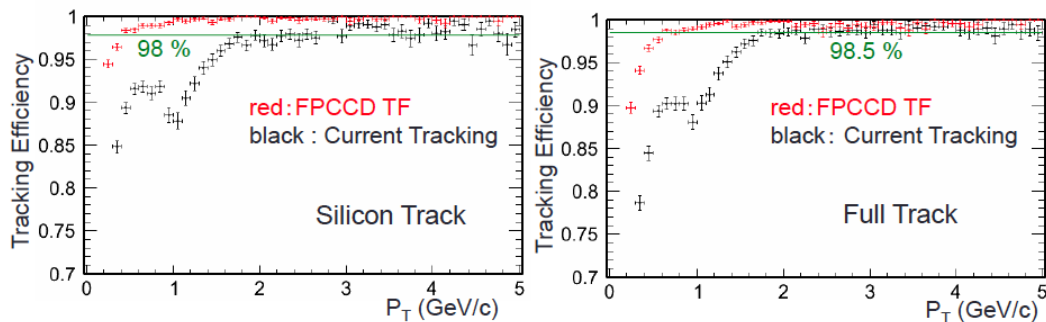 Tracking Efficiency
1
0.95
0.9
0.85
0.8
0.75
0.7
98 %
red:FPCCD TF
black : Current Tracking
Silicon Track
0 1 2 3 4 5
P_T (GeV/c)
Tracking Efficiency
1
0.95
0.9
0.85
0.8
0.75
0.7
98.5 %
red:FPCCD TF
black : Current Tracking
Full Track
0 1 2 3 4 5
P_T (GeV/c)